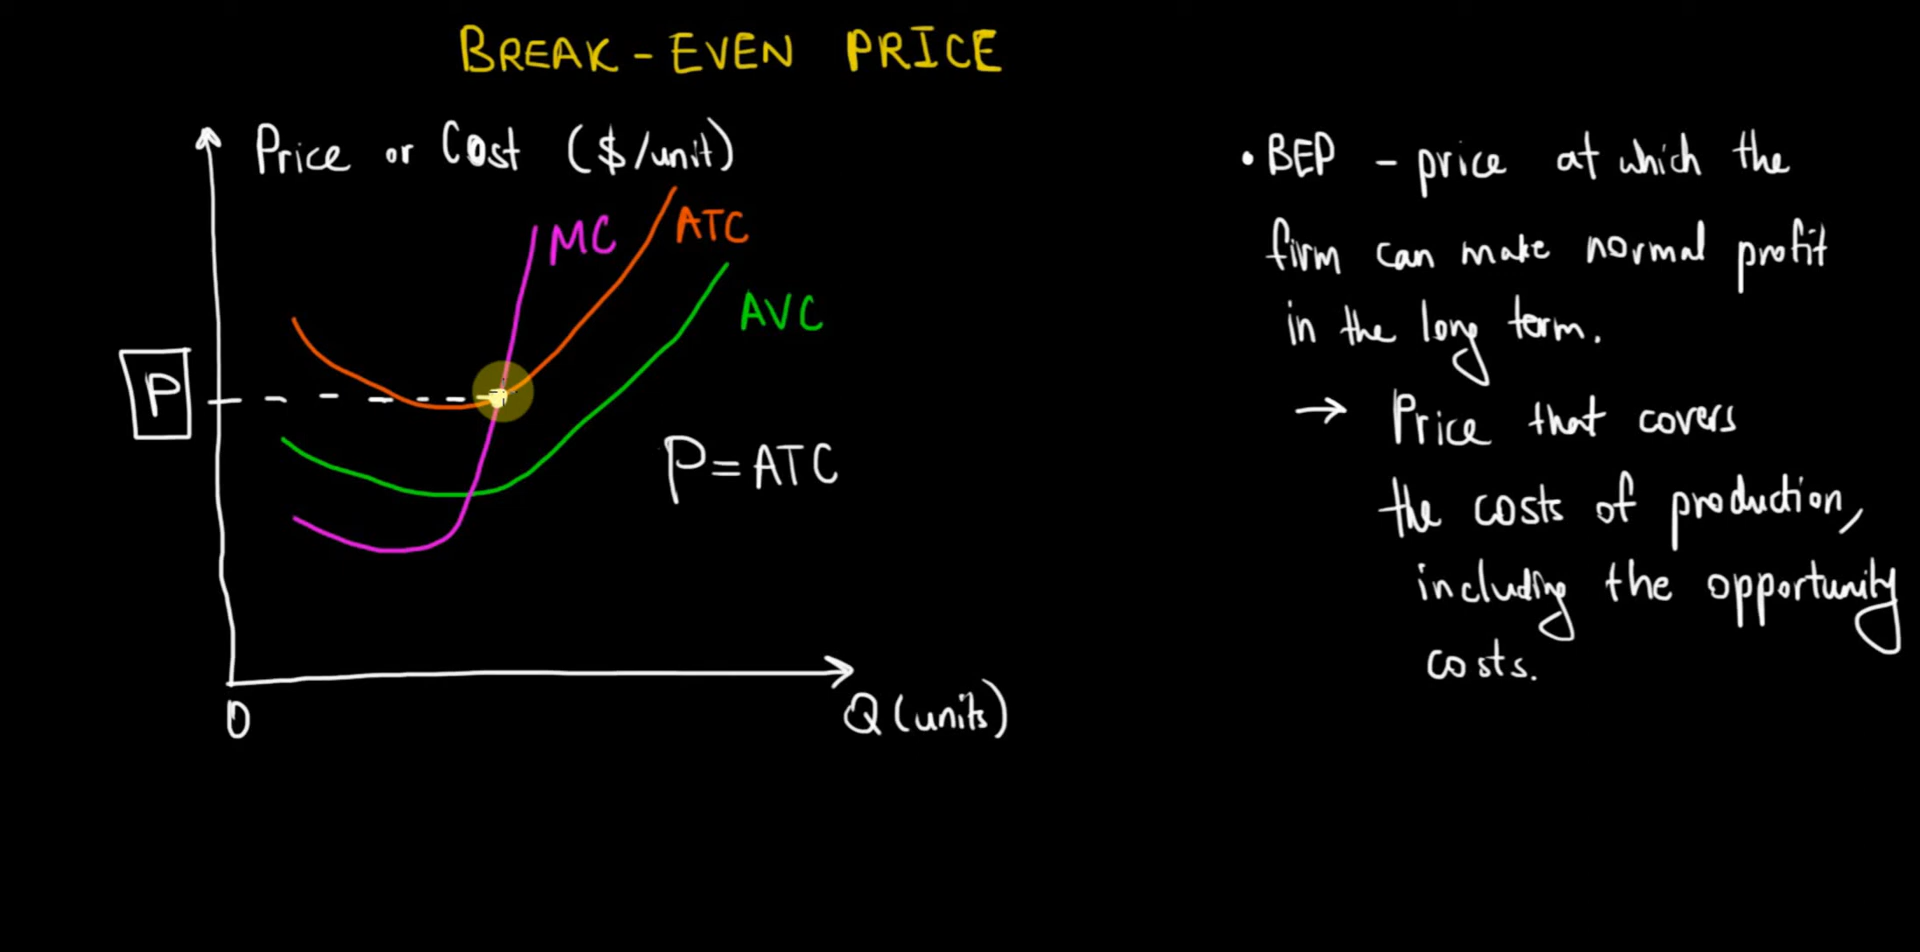 BREAK-EVEN PRICE
Price or Cost ($/unit)
MC
ATC
AVC
P
P=ATC
0
Q (units)
• BEP - price at which the
firm can make normal profit
in the long term.
→ Price that covers
the costs of production,
including the opportunity
costs.